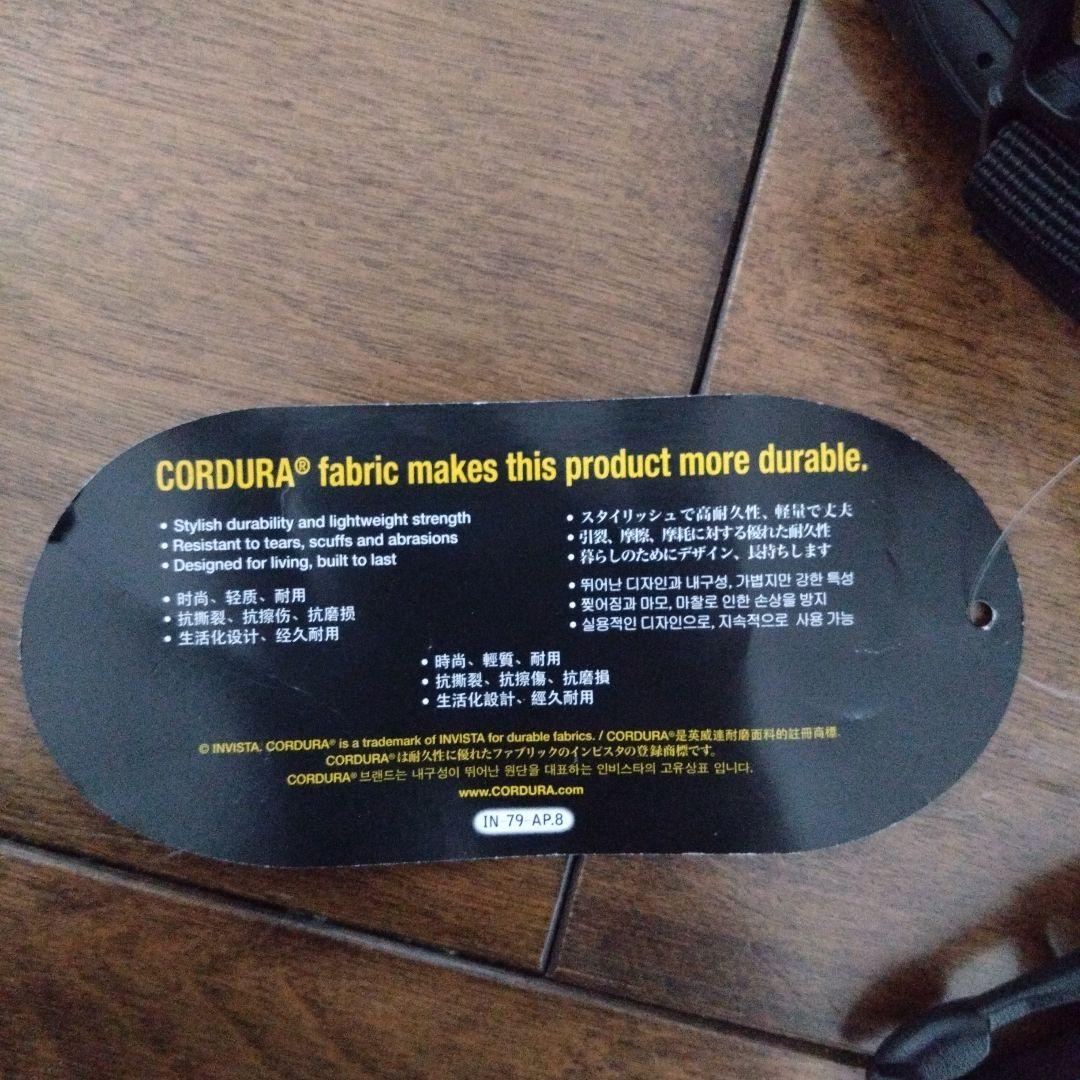 CORDURA® fabric makes this product more durable.
• Stylish durability and lightweight strength
• Resistant to tears, scuffs and abrasions
• Designed for living, built to last
• スタイリッシュで高耐久性、軽量で丈夫
• 引裂、摩擦、摩耗に対する優れた耐久性
• 暮らしのためにデザイン、長持ちします
• 时尚、轻质、耐用
• 抗撕裂、抗擦伤、抗磨损
• 生活化设计、经久耐用
• 뛰어난 디자인과 내구성, 가볍지만 강한 특성
• 찢어짐과 마모, 마찰로 인한 손상을 방지
• 실용적인 디자인으로, 지속적으로 사용 가능
• 時尚、輕質、耐用
• 抗撕裂、抗擦傷、抗磨損
• 生活化設計、經久耐用
© INVISTA. CORDURA® is a trademark of INVISTA for durable fabrics. / CORDURA®是英威達耐磨面料的註冊商標.
CORDURA®は耐久性に優れたファブリックのインビスタの登録商標です。
CORDURA® 브랜드는 내구성이 뛰어난 원단을 대표하는 인비스타의 고유상표 입니다.
www.CORDURA.com
IN-79-AP.8